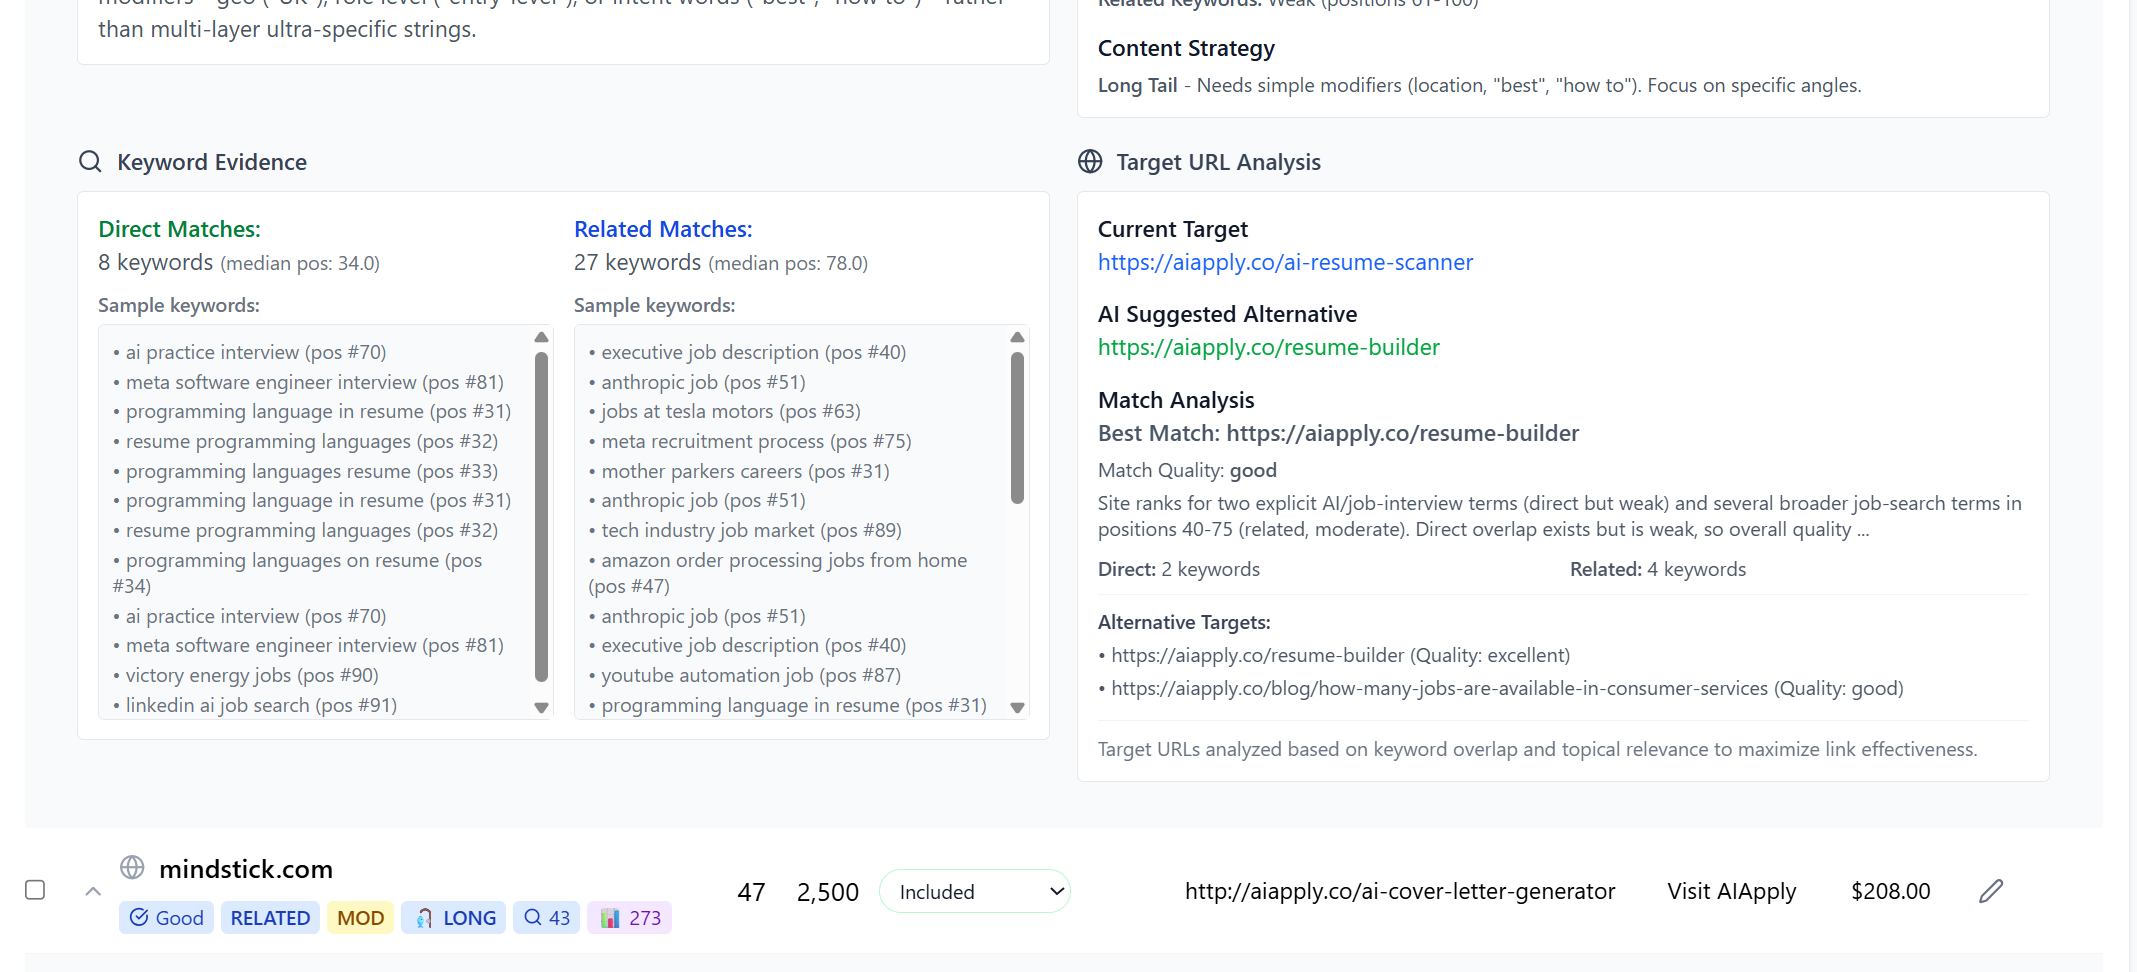 than multi-layer ultra-specific strings.
Content Strategy
Long Tail - Needs simple modifiers (location, "best", "how to"). Focus on specific angles.
Keyword Evidence
Direct Matches:
8 keywords (median pos: 34.0)
Sample keywords:
• ai practice interview (pos #70)
• meta software engineer interview (pos #81)
• programming language in resume (pos #31)
• resume programming languages (pos #32)
• programming languages resume (pos #33)
• programming language in resume (pos #31)
• resume programming languages (pos #32)
• programming languages on resume (pos
#34)
• ai practice interview (pos #70)
• meta software engineer interview (pos #81)
• victory energy jobs (pos #90)
• linkedin ai job search (pos #91)
Related Matches:
27 keywords (median pos: 78.0)
Sample keywords:
• executive job description (pos #40)
• anthropic job (pos #51)
• jobs at tesla motors (pos #63)
• meta recruitment process (pos #75)
• mother parkers careers (pos #31)
• anthropic job (pos #51)
• tech industry job market (pos #89)
• amazon order processing jobs from home
(pos #47)
• anthropic job (pos #51)
• executive job description (pos #40)
• youtube automation job (pos #87)
• programming language in resume (pos #31)
Target URL Analysis
Current Target
https://aiapply.co/ai-resume-scanner
AI Suggested Alternative
https://aiapply.co/resume-builder
Match Analysis
Best Match: https://aiapply.co/resume-builder
Match Quality: good
Site ranks for two explicit AI/job-interview terms (direct but weak) and several broader job-search terms in
positions 40-75 (related, moderate). Direct overlap exists but is weak, so overall quality ...
Direct: 2 keywords
Related: 4 keywords
Alternative Targets:
• https://aiapply.co/resume-builder (Quality: excellent)
• https://aiapply.co/blog/how-many-jobs-are-available-in-consumer-services (Quality: good)
Target URLs analyzed based on keyword overlap and topical relevance to maximize link effectiveness.
mindstick.com
Good RELATED MOD LONG 43 273
47 2,500 Included http://aiapply.co/ai-cover-letter-generator Visit AIApply $208.00